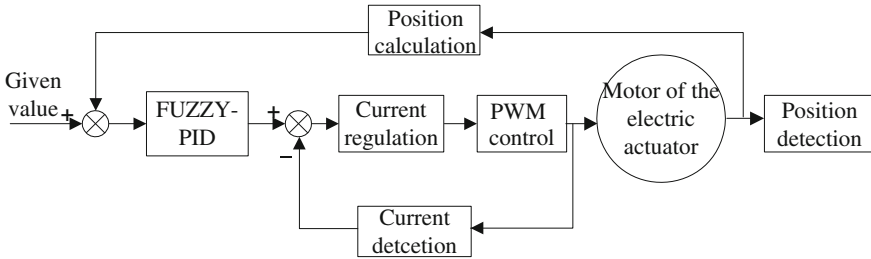 Position
calculation
Given
value
+
FUZZY-
PID
+
−
Current
regulation
PWM
control
Motor of the
electric
actuator
Position
detection
Current
detcetion